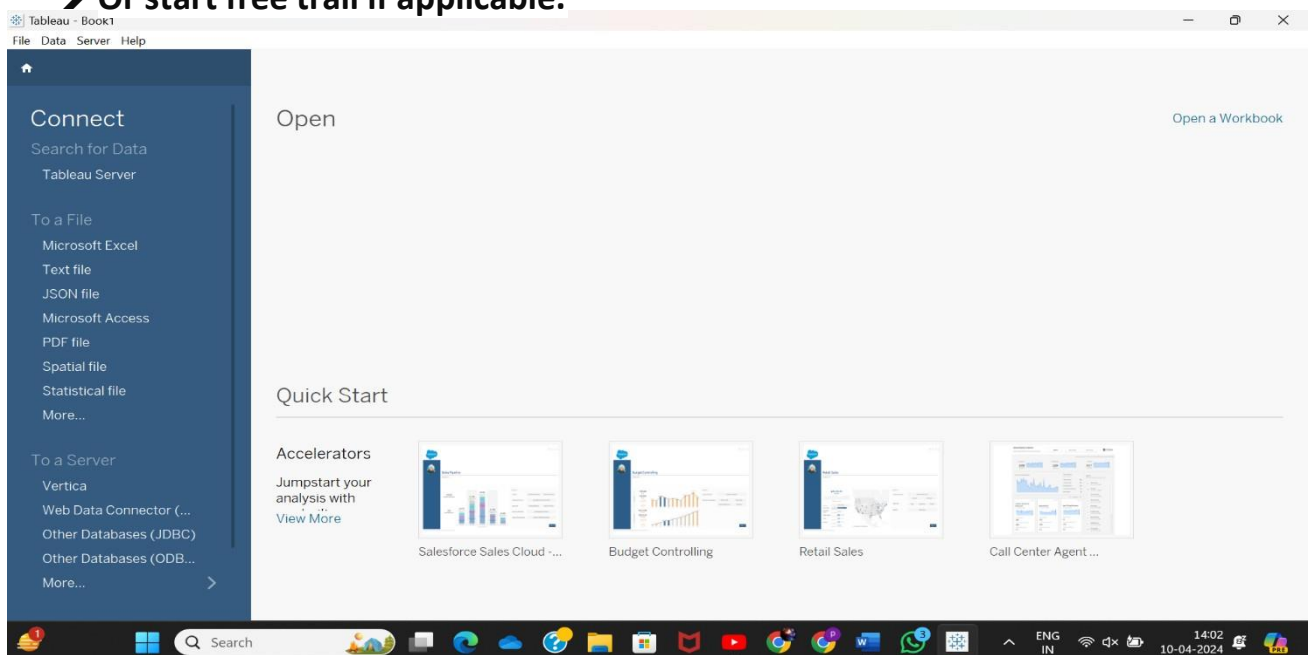 Or start free trail if applicable.
Tableau - Book1
File Data Server Help
Connect
Search for Data
Tableau Server
To a File
Microsoft Excel
Text file
JSON file
Microsoft Access
PDF file
Spatial file
Statistical file
More...
To a Server
Vertica
Web Data Connector (...
Other Databases (JDBC)
Other Databases (ODB...
More...
Open
Open a Workbook
Quick Start
Accelerators
Jumpstart your
analysis with
View More
Salesforce Sales Cloud -...
Budget Controlling
Retail Sales
Call Center Agent ...
1
Search
3
ENG
IN
14:02
10-04-2024
PRE